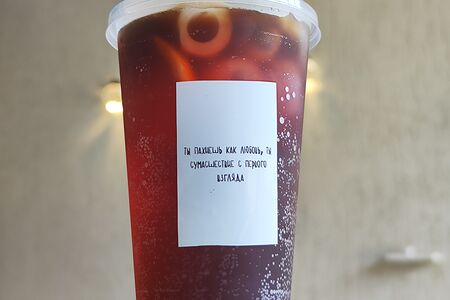 ТЫ ПАХНЕШЬ КАК ЛЮБОВЬ, ТЫ
СУМАСШЕСТВИЕ С ПЕРВОГО
ВЗГЛЯДА